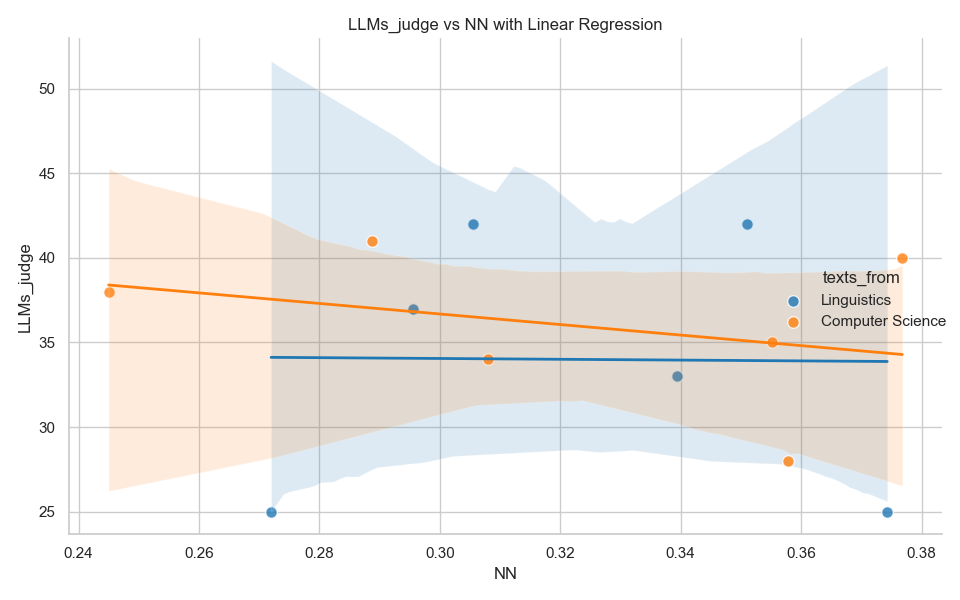 LLMs_judge vs NN with Linear Regression
50
45
40
35
30
25
LLMs_judge
texts_from
Linguistics
Computer Science
0.24 0.26 0.28 0.30 0.32 0.34 0.36 0.38
NN